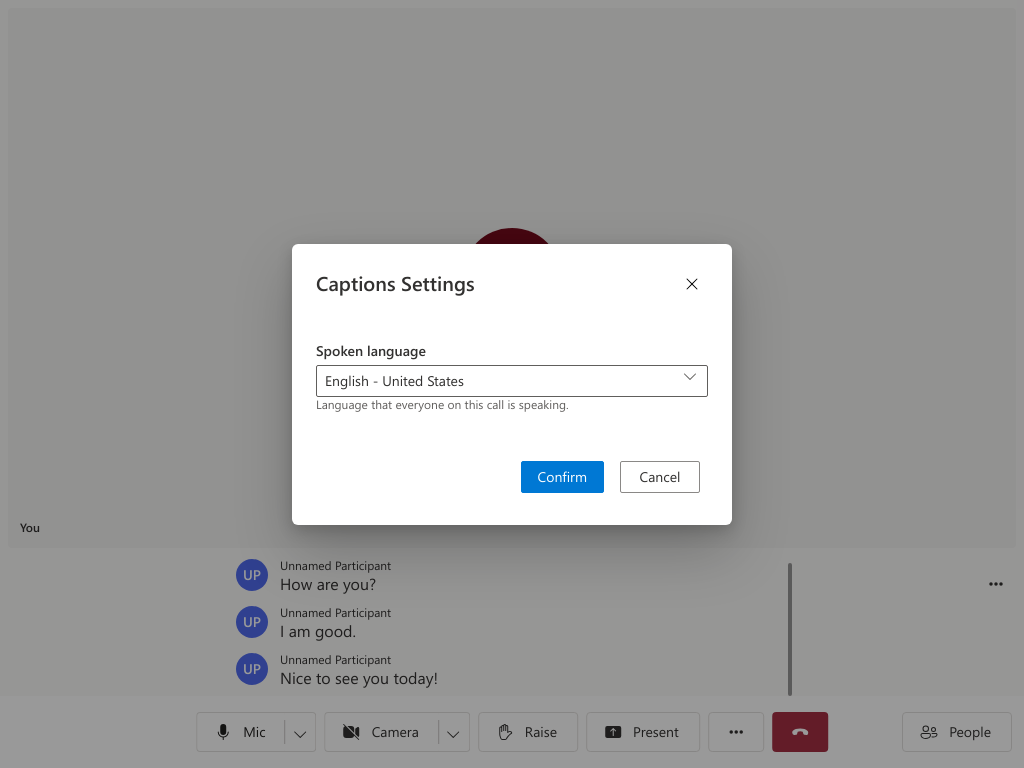 Captions Settings
Spoken language
English - United States
Language that everyone on this call is speaking.
Confirm
Cancel
You
UP
Unnamed Participant
How are you?
UP
Unnamed Participant
I am good.
UP
Unnamed Participant
Nice to see you today!
Mic
Camera
Raise
Present
People